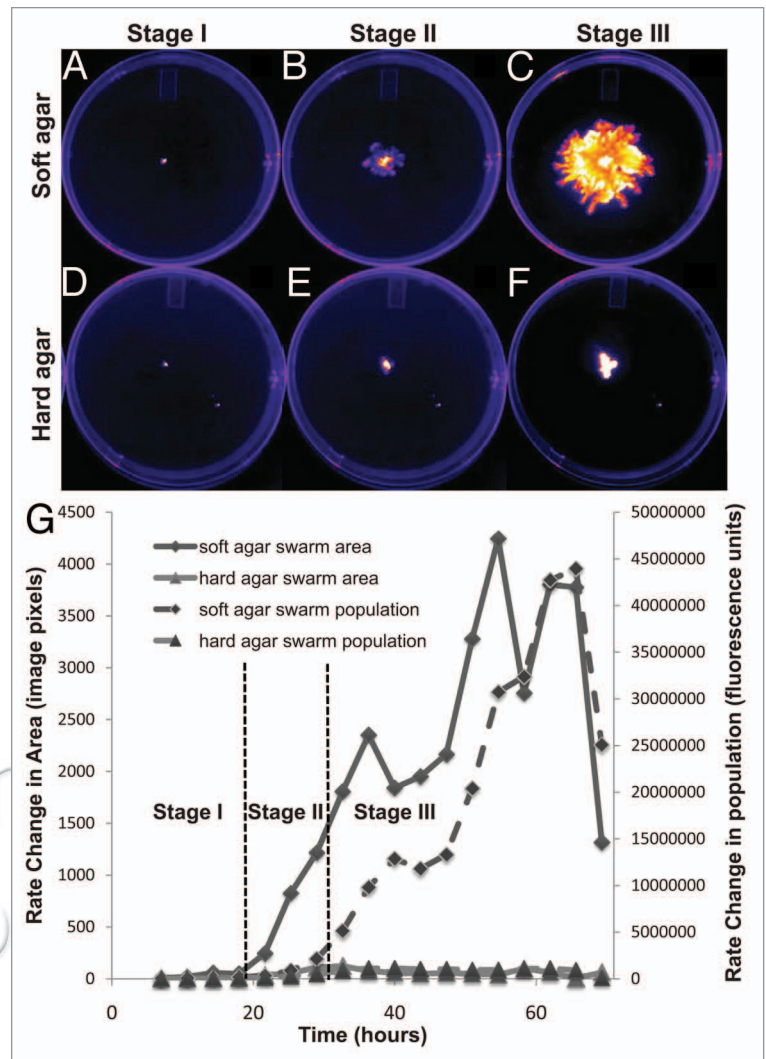 Stage I Stage II Stage III
Soft agar
A B C
Hard agar
D E F
G
Rate Change in Area (image pixels)
4500
4000
3500
3000
2500
2000
1500
1000
500
0
soft agar swarm area
hard agar swarm area
soft agar swarm population
hard agar swarm population
Stage I Stage II Stage III
50000000
45000000
40000000
35000000
30000000
25000000
20000000
15000000
10000000
5000000
0
Rate Change in population (fluorescence units)
0 20 40 60
Time (hours)